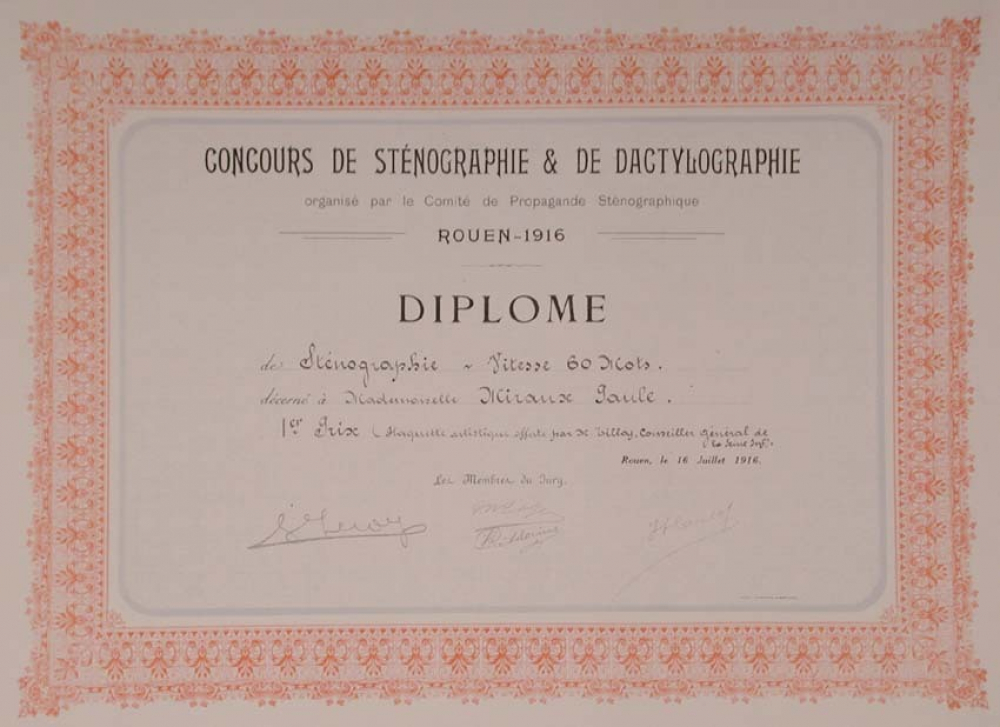 CONCOURS DE STÉNOGRAPHIE & DE DACTYLOGRAPHIE
organisé par le Comité de Propagande Sténographique
ROUEN-1916
DIPLOME
de Sténographie ~ Vitesse 60 Mots.
décerné à Mademoiselle Miraux Paule.
1er Prix (Plaquette artistique offerte par M. Conseiller général de
la Seine Infre
Rouen, le 16 Juillet 1916.
Les Membres du Jury,